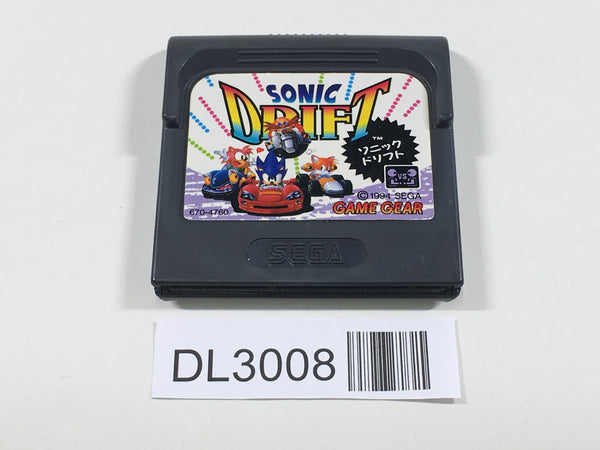 SONIC
DRIFT
™
ソニック
ドリフト
VS
© 1994 SEGA
670-4760
GAME GEAR
SEGA
DL3008